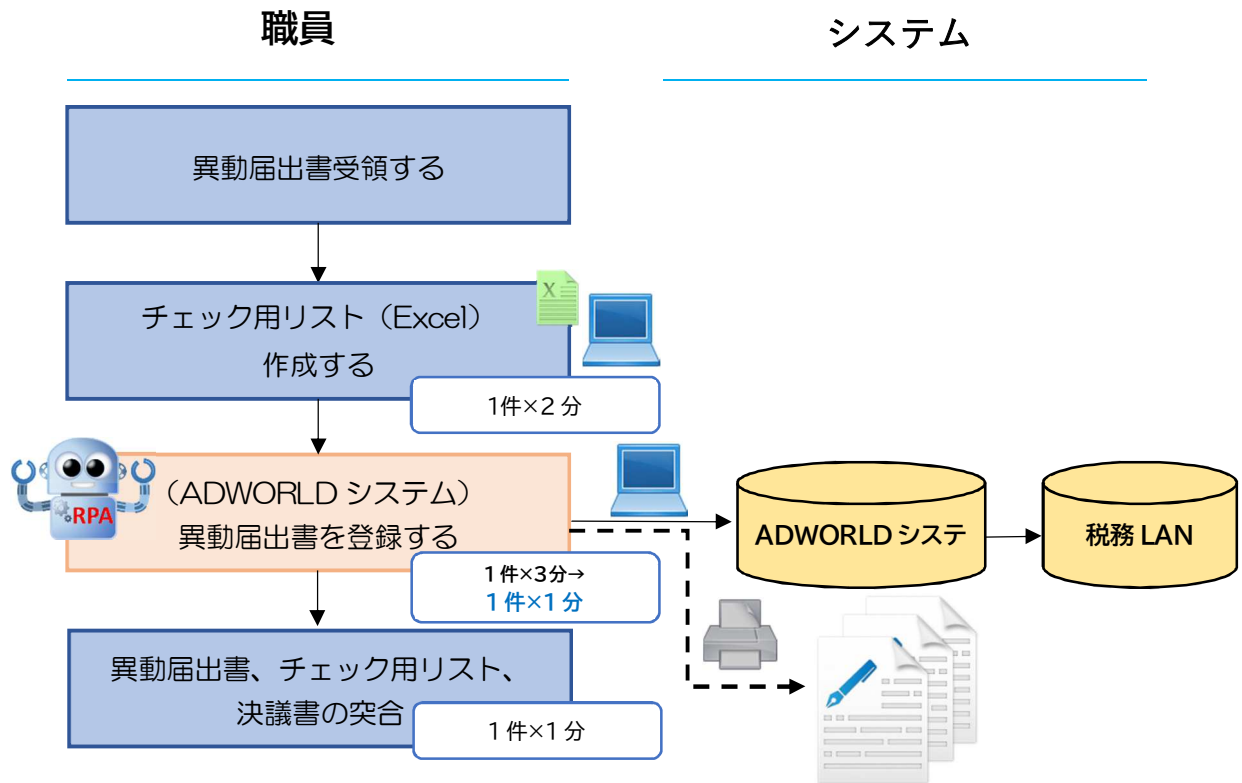 職員
システム
異動届出書受領する
チェック用リスト（Excel）
作成する
X
1件×2 分
RPA
（ADWORLD システム）
異動届出書を登録する
ADWORLD システ
税務 LAN
1件×3分→
1件×1分
異動届出書、チェック用リスト、
決議書の突合
1件×1分